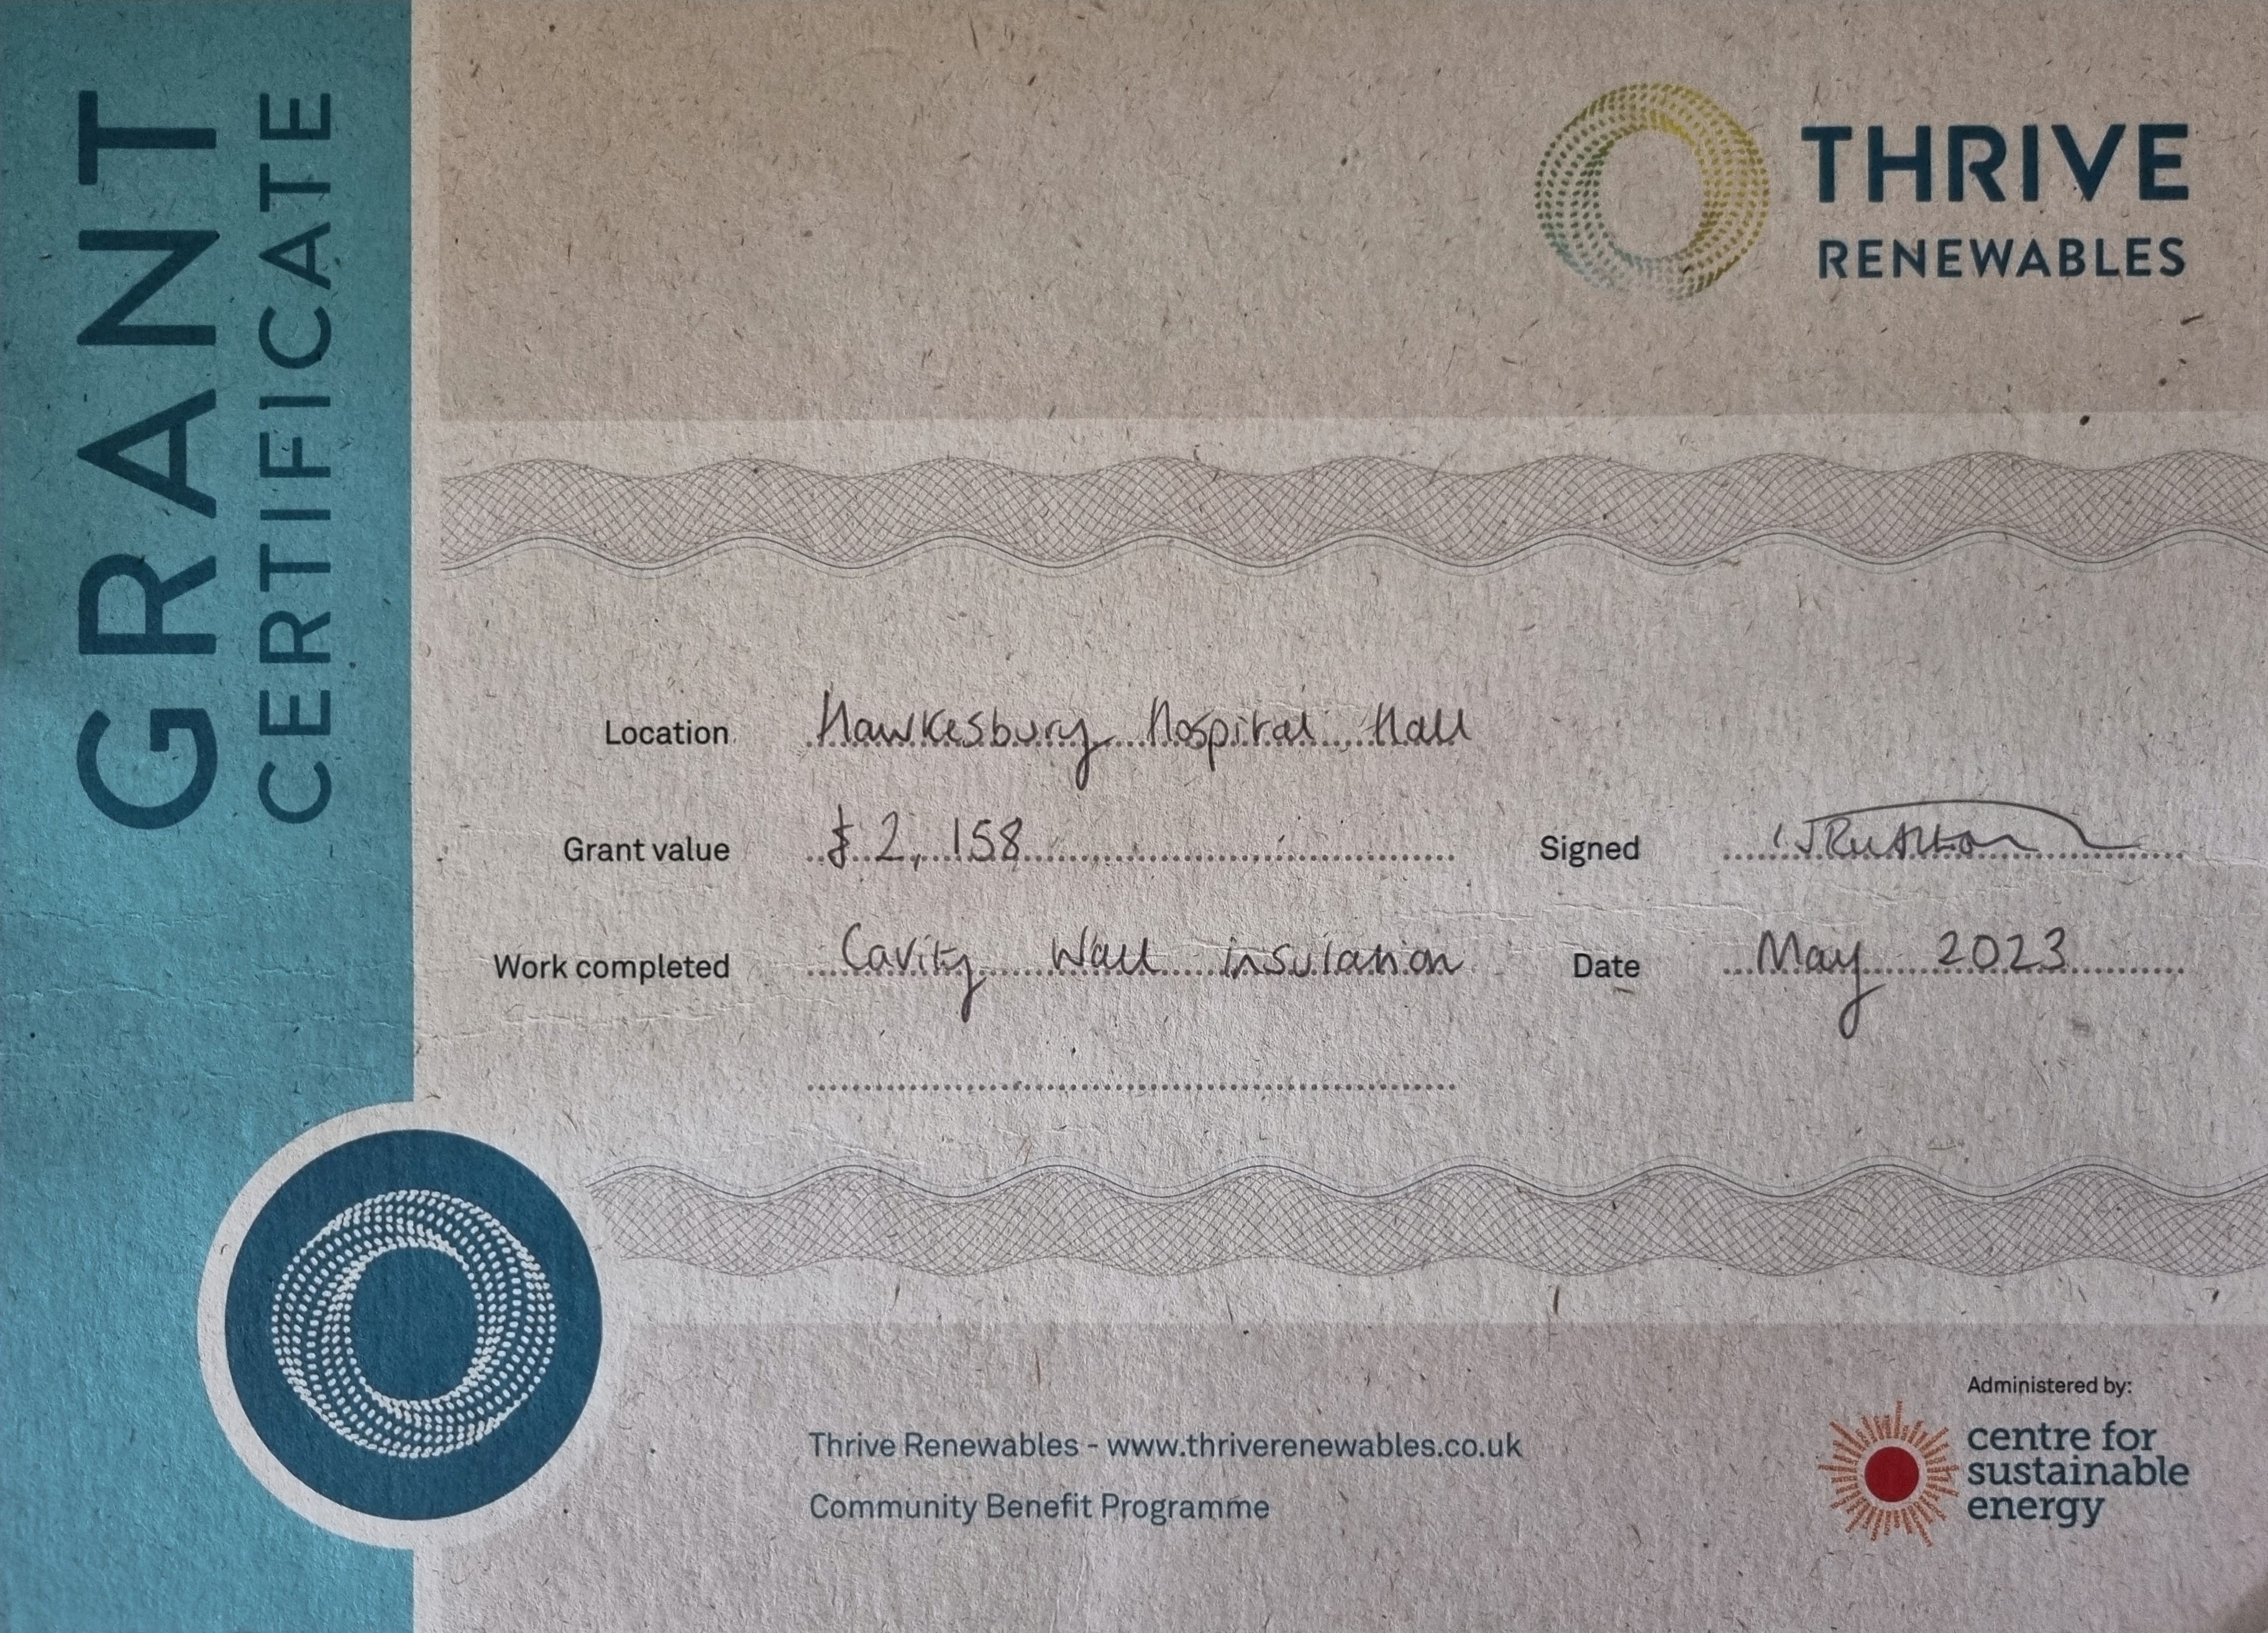 GRANT
CERTIFICATE
THRIVE
RENEWABLES
Location Hawkesbury Hospital Hall
Grant value £2,158
Signed
Work completed Cavity Wall insulation
Date May 2023
Administered by:
centre for
sustainable
energy
Thrive Renewables - www.thriverenewables.co.uk
Community Benefit Programme